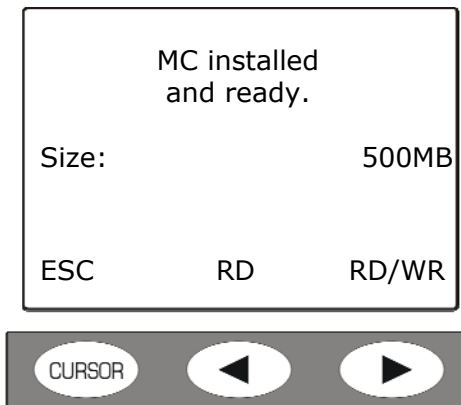 MC installed
and ready.
Size: 500MB
ESC RD RD/WR
CURSOR